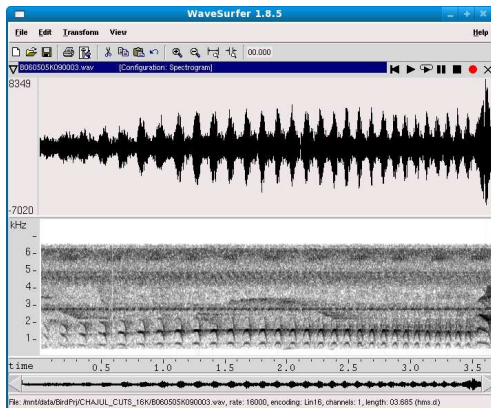 WaveSurfer 1.8.5
File Edit Transform View Help
00.000
B060505K090003.wav [Configuration: Spectrogram]
8349
-7020
kHz
6
5
4
3
2
1
time 0.5 1.0 1.5 2.0 2.5 3.0 3.5
File: /mnt/data/BirdPrj/CHAJUL_CUTS_16K/B060505K090003.wav, rate: 16000, encoding: Lin16, channels: 1, length: 03.685 (hms.d)